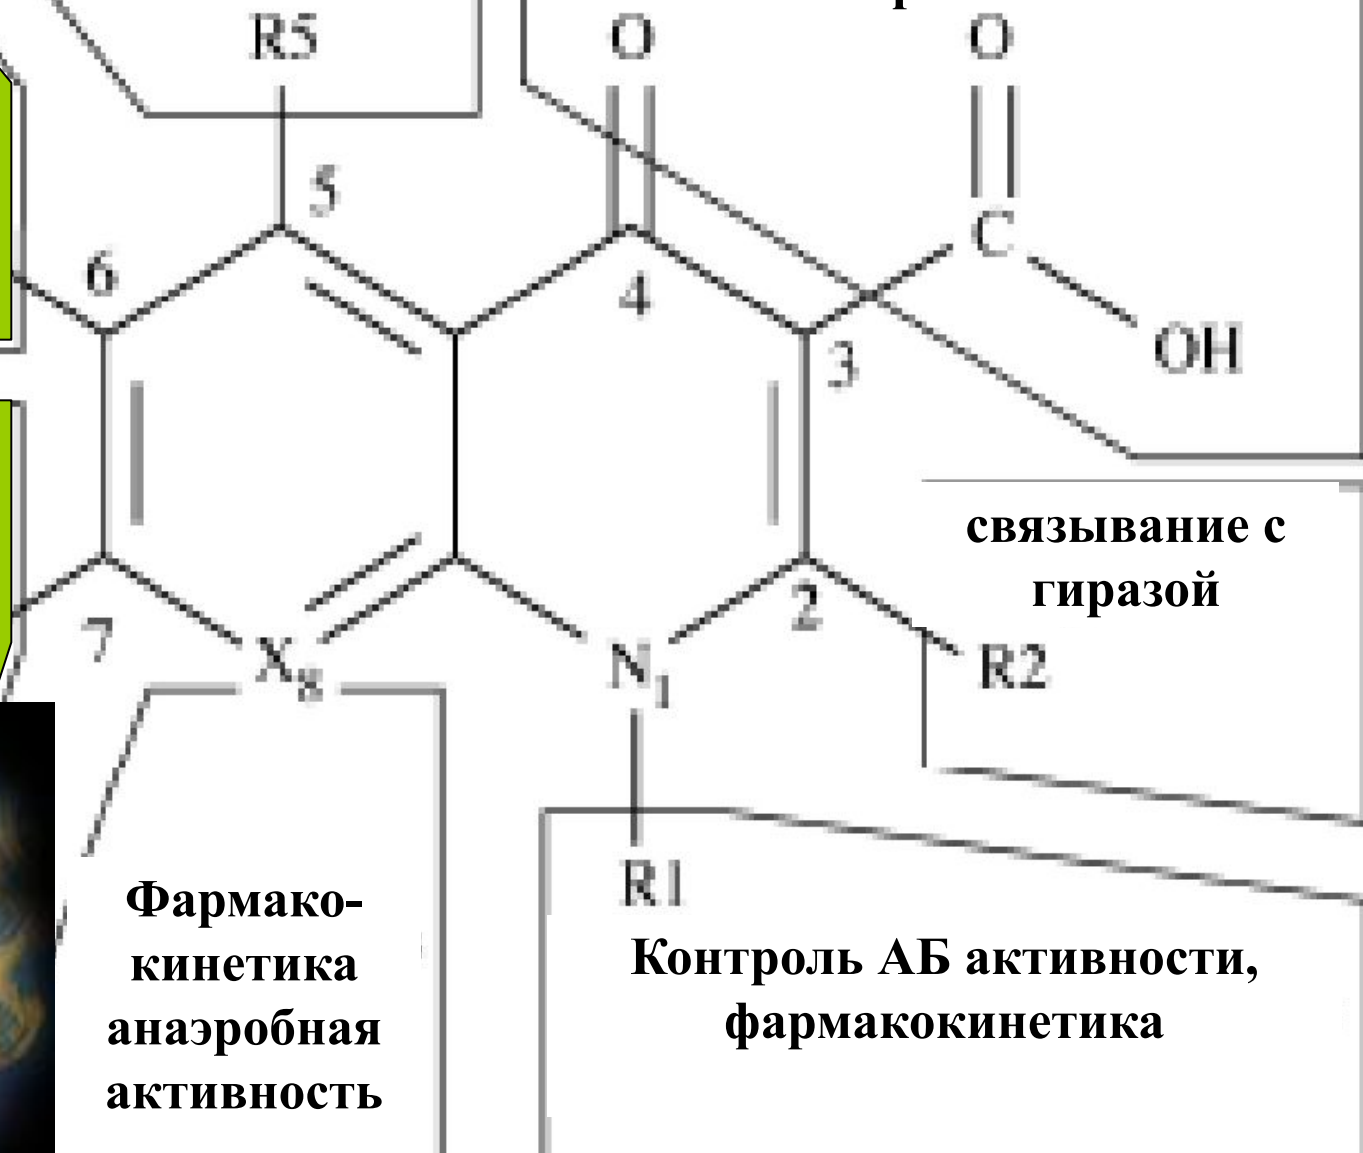 R5
O
O
5
C
6
4
3
OH
связывание с
гиразой
2
7
X8
N1
R2
R1
Фармако-
кинетика
анаэробная
активность
Контроль АБ активности,
фармакокинетика